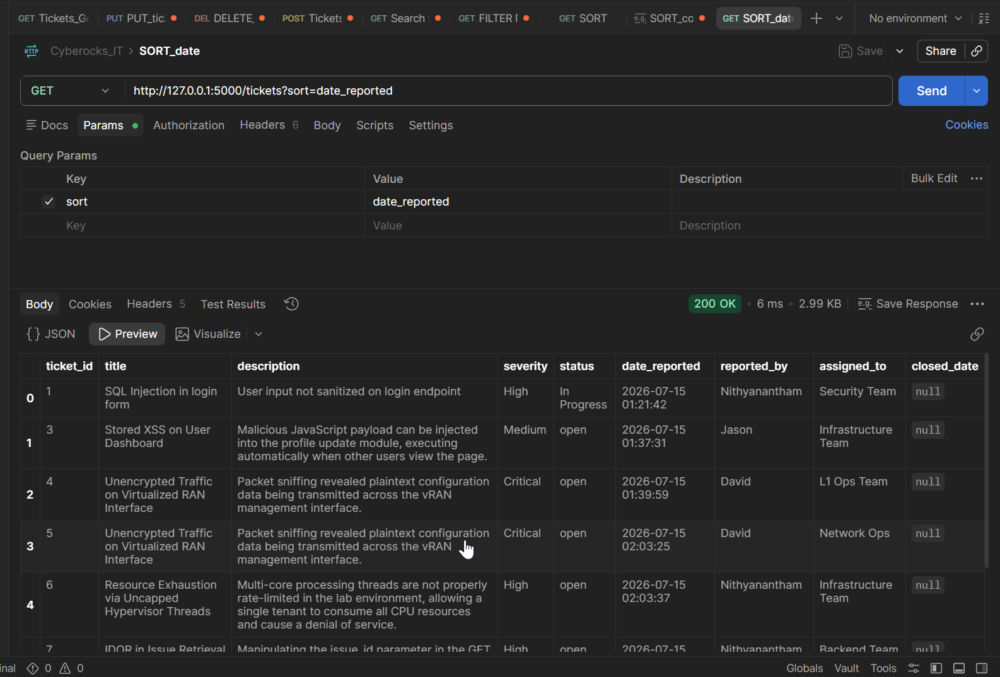 GET Tickets_G
PUT PUT_tic
DEL DELETE_
POST Tickets
GET Search
GET FILTER
GET SORT
e.g. SORT_co
GET SORT_dat
No environment
HTTP Cyberocks_IT > SORT_date
Save
Share
GET
http://127.0.0.1:5000/tickets?sort=date_reported
Send
Docs
Params
Authorization
Headers 6
Body
Scripts
Settings
Cookies
Query Params
Key Value Description Bulk Edit
sort date_reported
Key Value Description
Body
Cookies
Headers 5
Test Results
200 OK • 6 ms • 2.99 KB
e.g. Save Response
{} JSON
Preview
Visualize
ticket_id title description severity status date_reported reported_by assigned_to closed_date
0 1 SQL Injection in login User input not sanitized on login endpoint High In 2026-07-15 Nithyanantham Security Team null
form Progress 01:21:42
1 3 Stored XSS on User Malicious JavaScript payload can be injected Medium open 2026-07-15 Jason Infrastructure null
Dashboard into the profile update module, executing 01:37:31 Team
automatically when other users view the page.
2 4 Unencrypted Traffic Packet sniffing revealed plaintext configuration Critical open 2026-07-15 David L1 Ops Team null
on Virtualized RAN data being transmitted across the vRAN 01:39:59
Interface management interface.
3 5 Unencrypted Traffic Packet sniffing revealed plaintext configuration Critical open 2026-07-15 David Network Ops null
on Virtualized RAN data being transmitted across the vRAN 02:03:25
Interface management interface.
4 6 Resource Exhaustion Multi-core processing threads are not properly High open 2026-07-15 Nithyanantham Infrastructure null
via Uncapped rate-limited in the lab environment, allowing a 02:03:37 Team
Hypervisor Threads single tenant to consume all CPU resources
and cause a denial of service.
7 IDOR in Issue Retrieval Manipulating the issue_id parameter in the GET High open 2026-07-15 Nithyanantham Backend Team null
inal 0 0
Globals Vault Tools